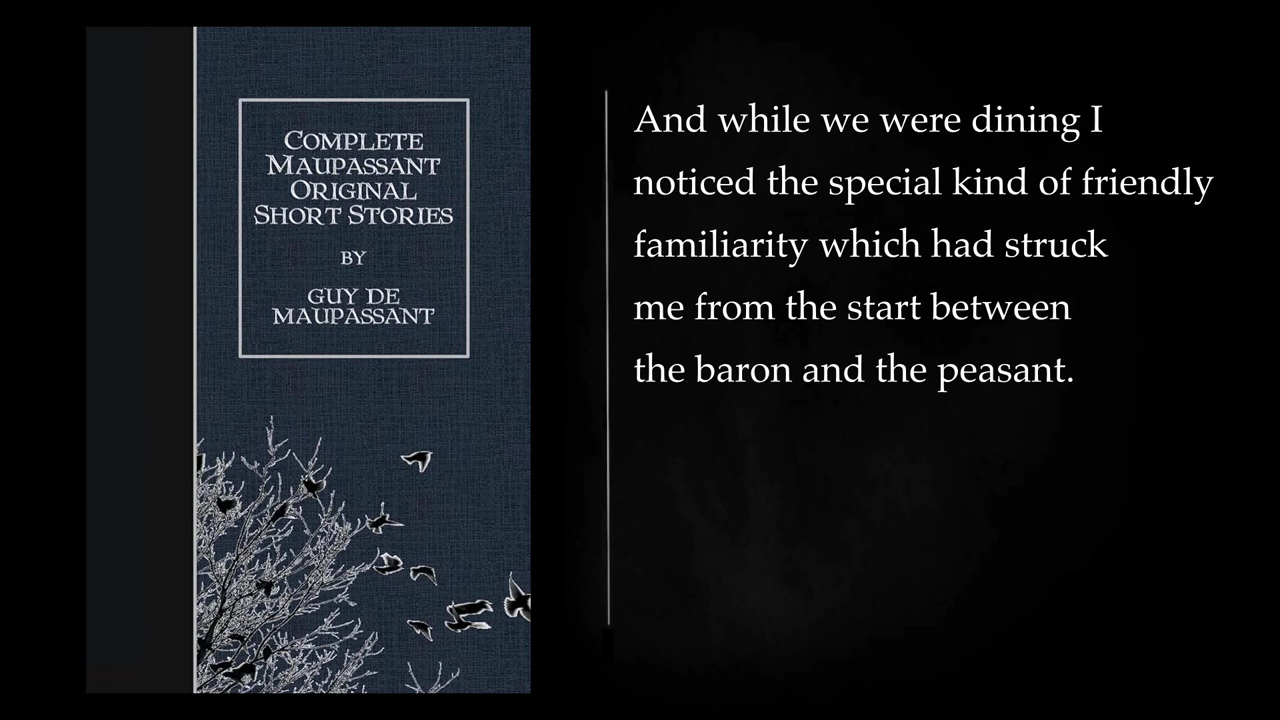 COMPLETE
MAUPASSANT
ORIGINAL
SHORT STORIES
BY
GUY DE
MAUPASSANT
And while we were dining I
noticed the special kind of friendly
familiarity which had struck
me from the start between
the baron and the peasant.